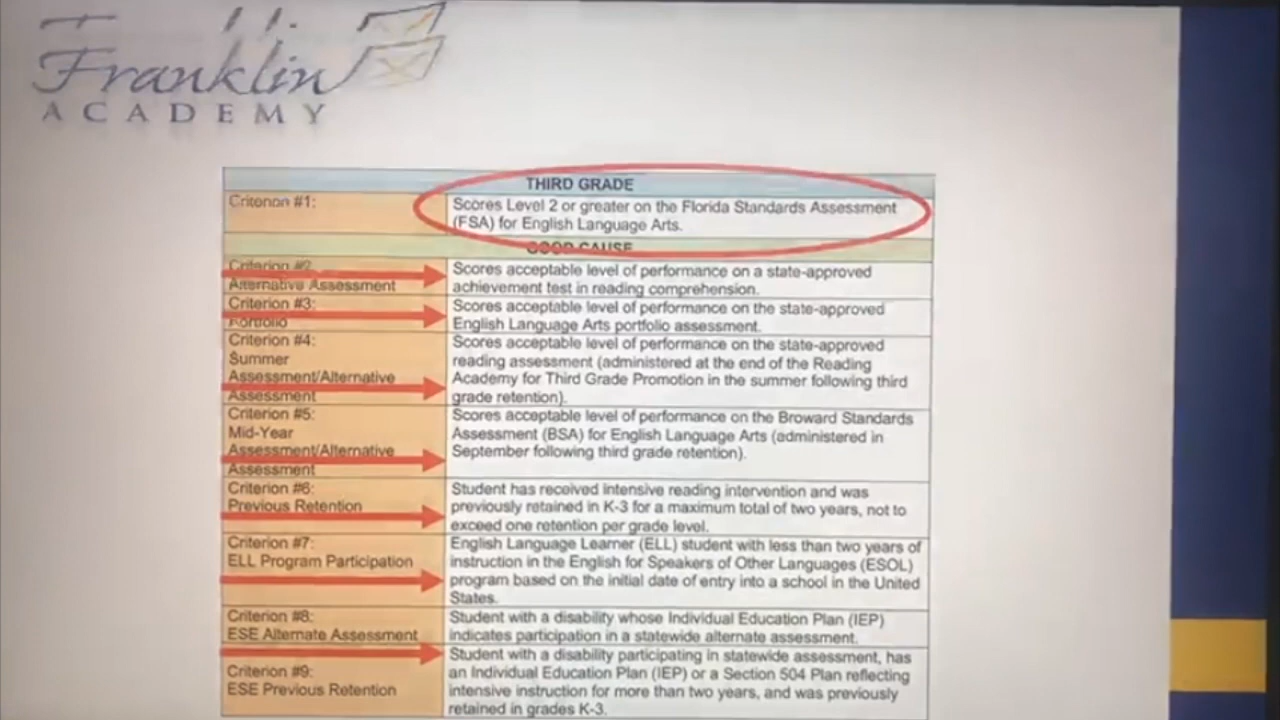 Franklin
ACADEMY
THIRD GRADE
Criterion #1:
Scores Level 2 or greater on the Florida Standards Assessment
(FSA) for English Language Arts.
GOOD CAUSE
Criterion #2
Alternative Assessment
Scores acceptable level of performance on a state-approved
achievement test in reading comprehension.
Criterion #3:
Portfolio
Scores acceptable level of performance on the state-approved
English Language Arts portfolio assessment.
Criterion #4:
Summer
Assessment/Alternative
Assessment
Scores acceptable level of performance on the state-approved
reading assessment (administered at the end of the Reading
Academy for Third Grade Promotion in the summer following third
grade retention).
Criterion #5:
Mid-Year
Assessment/Alternative
Assessment
Scores acceptable level of performance on the Broward Standards
Assessment (BSA) for English Language Arts (administered in
September following third grade retention).
Criterion #6:
Previous Retention
Student has received intensive reading intervention and was
previously retained in K-3 for a maximum total of two years, not to
exceed one retention per grade level.
Criterion #7:
ELL Program Participation
English Language Learner (ELL) student with less than two years of
instruction in the English for Speakers of Other Languages (ESOL)
program based on the initial date of entry into a school in the United
States.
Criterion #8:
ESE Alternate Assessment
Student with a disability whose Individual Education Plan (IEP)
indicates participation in a statewide alternate assessment.
Criterion #9:
ESE Previous Retention
Student with a disability participating in statewide assessment, has
an Individual Education Plan (IEP) or a Section 504 Plan reflecting
intensive instruction for more than two years, and was previously
retained in grades K-3.